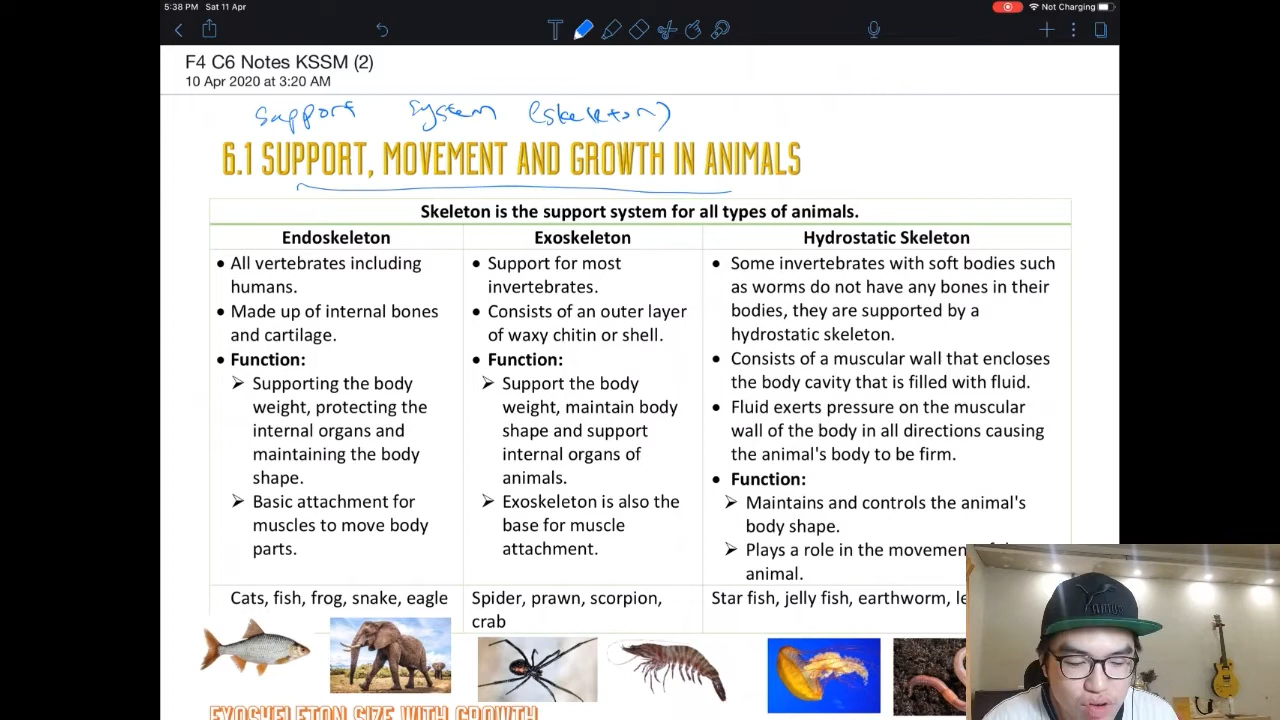 5:38 PM Sat 11 Apr
Not Charging
F4 C6 Notes KSSM (2)
10 Apr 2020 at 3:20 AM
Support System (skeleton)
6.1 SUPPORT, MOVEMENT AND GROWTH IN ANIMALS
Skeleton is the support system for all types of animals.
Endoskeleton
• All vertebrates including
humans.
• Made up of internal bones
and cartilage.
• Function:
➢ Supporting the body
weight, protecting the
internal organs and
maintaining the body
shape.
➢ Basic attachment for
muscles to move body
parts.
Cats, fish, frog, snake, eagle
Exoskeleton
• Support for most
invertebrates.
• Consists of an outer layer
of waxy chitin or shell.
• Function:
➢ Support the body
weight, maintain body
shape and support
internal organs of
animals.
➢ Exoskeleton is also the
base for muscle
attachment.
Spider, prawn, scorpion,
crab
Hydrostatic Skeleton
• Some invertebrates with soft bodies such
as worms do not have any bones in their
bodies, they are supported by a
hydrostatic skeleton.
• Consists of a muscular wall that encloses
the body cavity that is filled with fluid.
• Fluid exerts pressure on the muscular
wall of the body in all directions causing
the animal's body to be firm.
• Function:
➢ Maintains and controls the animal's
body shape.
➢ Plays a role in the
animal.
Star fish, jelly fish, earthworm,
EXOSKELETON SIZE WITH GROWTH